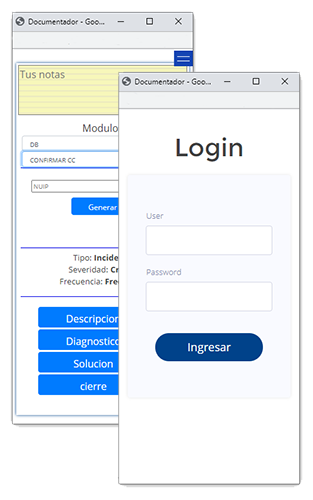 Documentador - Goo...
Tus notas
Modulo
DB
CONFIRMAR CC
NUIP
Generar
Tipo: Incide
Severidad: Cr
Frecuencia: Fre
Descripcion
Diagnostico
Solucion
cierre
Documentador - Goo...
Login
User
Password
Ingresar